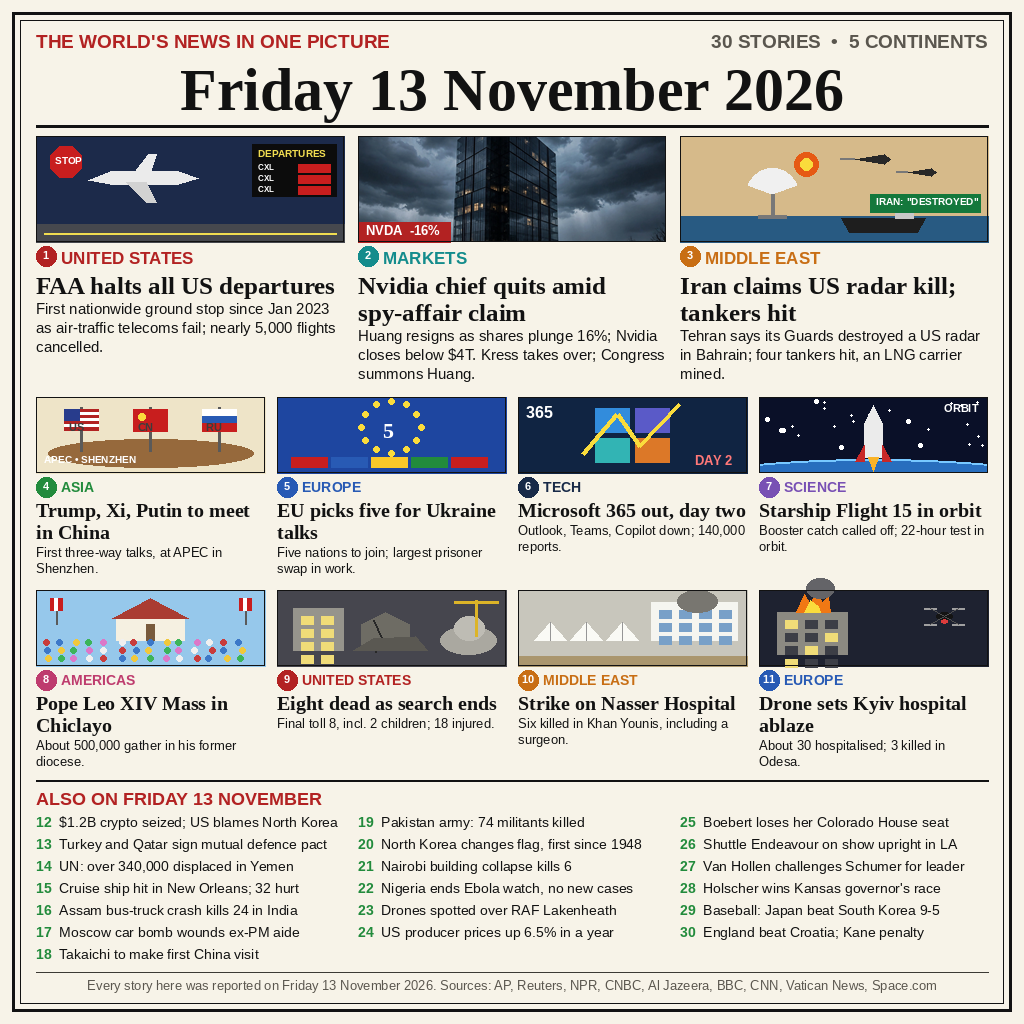 THE WORLD'S NEWS IN ONE PICTURE
30 STORIES • 5 CONTINENTS
Friday 13 November 2026
STOP
DEPARTURES
CXL
CXL
CXL
1 UNITED STATES
FAA halts all US departures
First nationwide ground stop since Jan 2023
as air-traffic telecoms fail; nearly 5,000 flights
cancelled.
NVDA -16%
2 MARKETS
Nvidia chief quits amid
spy-affair claim
Huang resigns as shares plunge 16%; Nvidia
closes below $4T. Kress takes over; Congress
summons Huang.
IRAN: "DESTROYED"
3 MIDDLE EAST
Iran claims US radar kill;
tankers hit
Tehran says its Guards destroyed a US radar
in Bahrain; four tankers hit, an LNG carrier
mined.
US
CN
RU
APEC • SHENZHEN
4 ASIA
Trump, Xi, Putin to meet
in China
First three-way talks, at APEC in
Shenzhen.
5
5 EUROPE
EU picks five for Ukraine
talks
Five nations to join; largest prisoner
swap in work.
365
DAY 2
6 TECH
Microsoft 365 out, day two
Outlook, Teams, Copilot down; 140,000
reports.
ORBIT
7 SCIENCE
Starship Flight 15 in orbit
Booster catch called off; 22-hour test in
orbit.
8 AMERICAS
Pope Leo XIV Mass in
Chiclayo
About 500,000 gather in his former
diocese.
9 UNITED STATES
Eight dead as search ends
Final toll 8, incl. 2 children; 18 injured.
10 MIDDLE EAST
Strike on Nasser Hospital
Six killed in Khan Younis, including a
surgeon.
11 EUROPE
Drone sets Kyiv hospital
ablaze
About 30 hospitalised; 3 killed in
Odesa.
ALSO ON FRIDAY 13 NOVEMBER
12 $1.2B crypto seized; US blames North Korea
13 Turkey and Qatar sign mutual defence pact
14 UN: over 340,000 displaced in Yemen
15 Cruise ship hit in New Orleans; 32 hurt
16 Assam bus-truck crash kills 24 in India
17 Moscow car bomb wounds ex-PM aide
18 Takaichi to make first China visit
19 Pakistan army: 74 militants killed
20 North Korea changes flag, first since 1948
21 Nairobi building collapse kills 6
22 Nigeria ends Ebola watch, no new cases
23 Drones spotted over RAF Lakenheath
24 US producer prices up 6.5% in a year
25 Boebert loses her Colorado House seat
26 Shuttle Endeavour on show upright in LA
27 Van Hollen challenges Schumer for leader
28 Holscher wins Kansas governor's race
29 Baseball: Japan beat South Korea 9-5
30 England beat Croatia; Kane penalty
Every story here was reported on Friday 13 November 2026. Sources: AP, Reuters, NPR, CNBC, Al Jazeera, BBC, CNN, Vatican News, Space.com